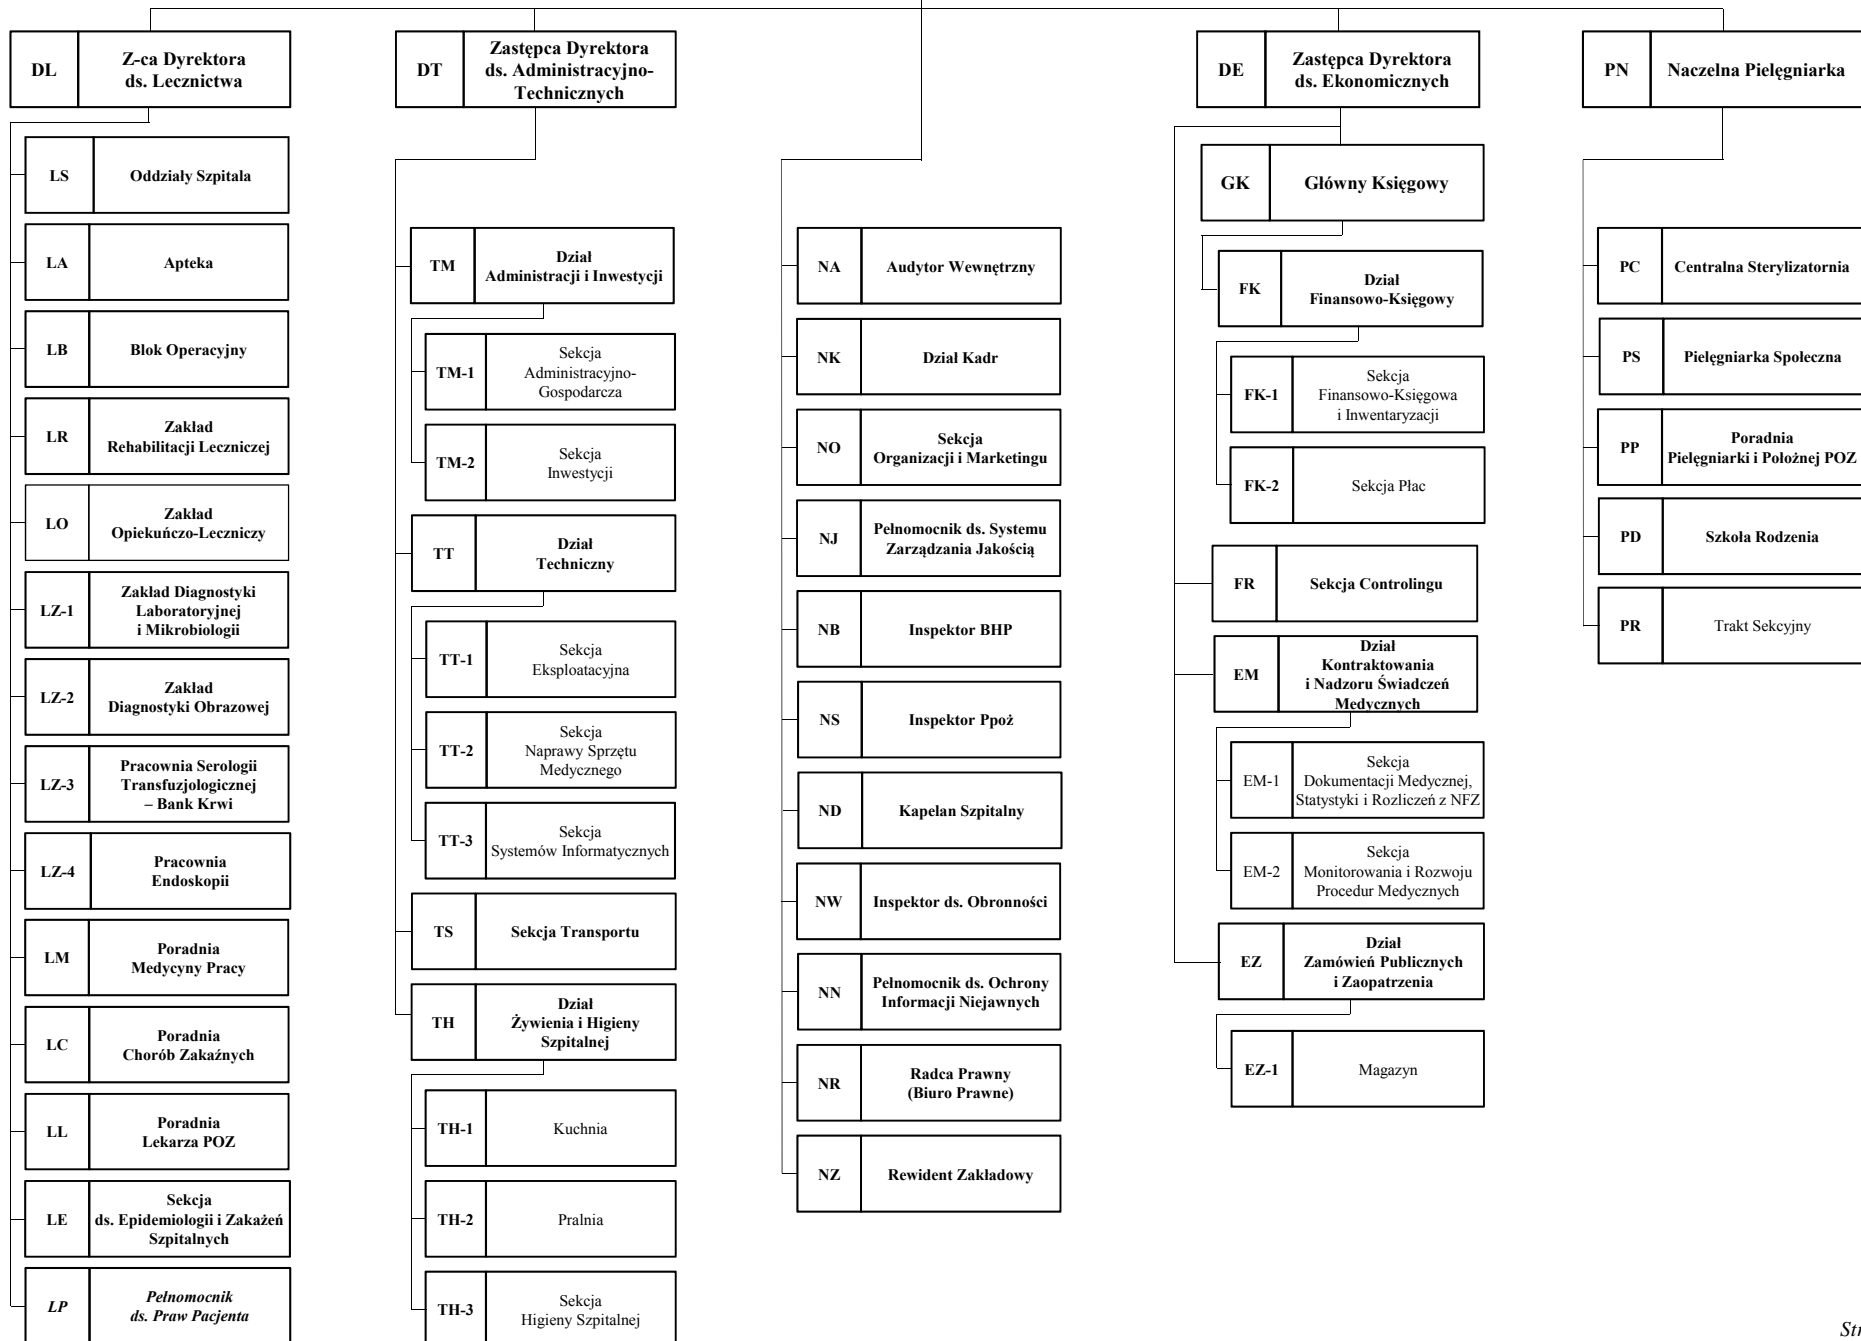 DL
Z-ca Dyrektora
ds. Lecznictwa
DT
Zastępca Dyrektora
ds. Administracyjno-
Technicznych
DE
Zastępca Dyrektora
ds. Ekonomicznych
PN
Naczelna Pielęgniarka
LS
Oddziały Szpitala
LA
Apteka
LB
Blok Operacyjny
LR
Zakład
Rehabilitacji Leczniczej
LO
Zakład
Opiekuńczo-Leczniczy
LZ-1
Zakład Diagnostyki
Laboratoryjnej
i Mikrobiologii
LZ-2
Zakład
Diagnostyki Obrazowej
LZ-3
Pracownia Serologii
Transfuzjologicznej
– Bank Krwi
LZ-4
Pracownia
Endoskopii
LM
Poradnia
Medycyny Pracy
LC
Poradnia
Chorób Zakaźnych
LL
Poradnia
Lekarza POZ
LE
Sekcja
ds. Epidemiologii i Zakażeń
Szpitalnych
LP
Pełnomocnik
ds. Praw Pacjenta
TM
Dział
Administracji i Inwestycji
TM-1
Sekcja
Administracyjno-
Gospodarcza
TM-2
Sekcja
Inwestycji
TT
Dział
Techniczny
TT-1
Sekcja
Eksploatacyjna
TT-2
Sekcja
Naprawy Sprzętu
Medycznego
TT-3
Sekcja
Systemów Informatycznych
TS
Sekcja Transportu
TH
Dział
Żywienia i Higieny
Szpitalnej
TH-1
Kuchnia
TH-2
Pralnia
TH-3
Sekcja
Higieny Szpitalnej
NA
Audytor Wewnętrzny
NK
Dział Kadr
NO
Sekcja
Organizacji i Marketingu
NJ
Pełnomocnik ds. Systemu
Zarządzania Jakością
NB
Inspektor BHP
NS
Inspektor Ppoż
ND
Kapelan Szpitalny
NW
Inspektor ds. Obronności
NN
Pełnomocnik ds. Ochrony
Informacji Niejawnych
NR
Radca Prawny
(Biuro Prawne)
NZ
Rewident Zakładowy
GK
Główny Księgowy
FK
Dział
Finansowo-Księgowy
FK-1
Sekcja
Finansowo-Księgowa
i Inwentaryzacji
FK-2
Sekcja Płac
FR
Sekcja Controlingu
EM
Dział
Kontraktowania
i Nadzoru Świadczeń
Medycznych
EM-1
Sekcja
Dokumentacji Medycznej,
Statystyki i Rozliczeń z NFZ
EM-2
Sekcja
Monitorowania i Rozwoju
Procedur Medycznych
EZ
Dział
Zamówień Publicznych
i Zaopatrzenia
EZ-1
Magazyn
PC
Centralna Sterylizatornia
PS
Pielęgniarka Społeczna
PP
Poradnia
Pielęgniarki i Położnej POZ
PD
Szkoła Rodzenia
PR
Trakt Sekcyjny